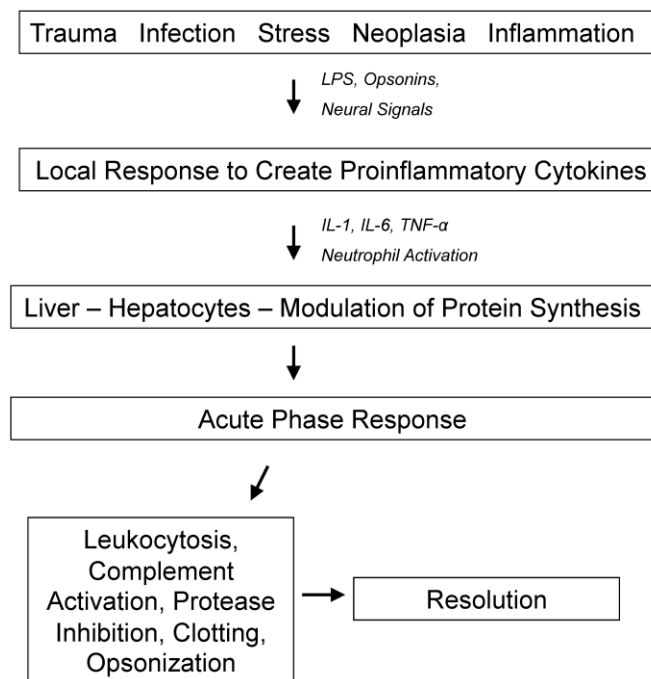 Trauma Infection Stress Neoplasia Inflammation
LPS, Opsonins,
Neural Signals
Local Response to Create Proinflammatory Cytokines
IL-1, IL-6, TNF-α
Neutrophil Activation
Liver – Hepatocytes – Modulation of Protein Synthesis
Acute Phase Response
Leukocytosis,
Complement
Activation, Protease
Inhibition, Clotting,
Opsonization
Resolution